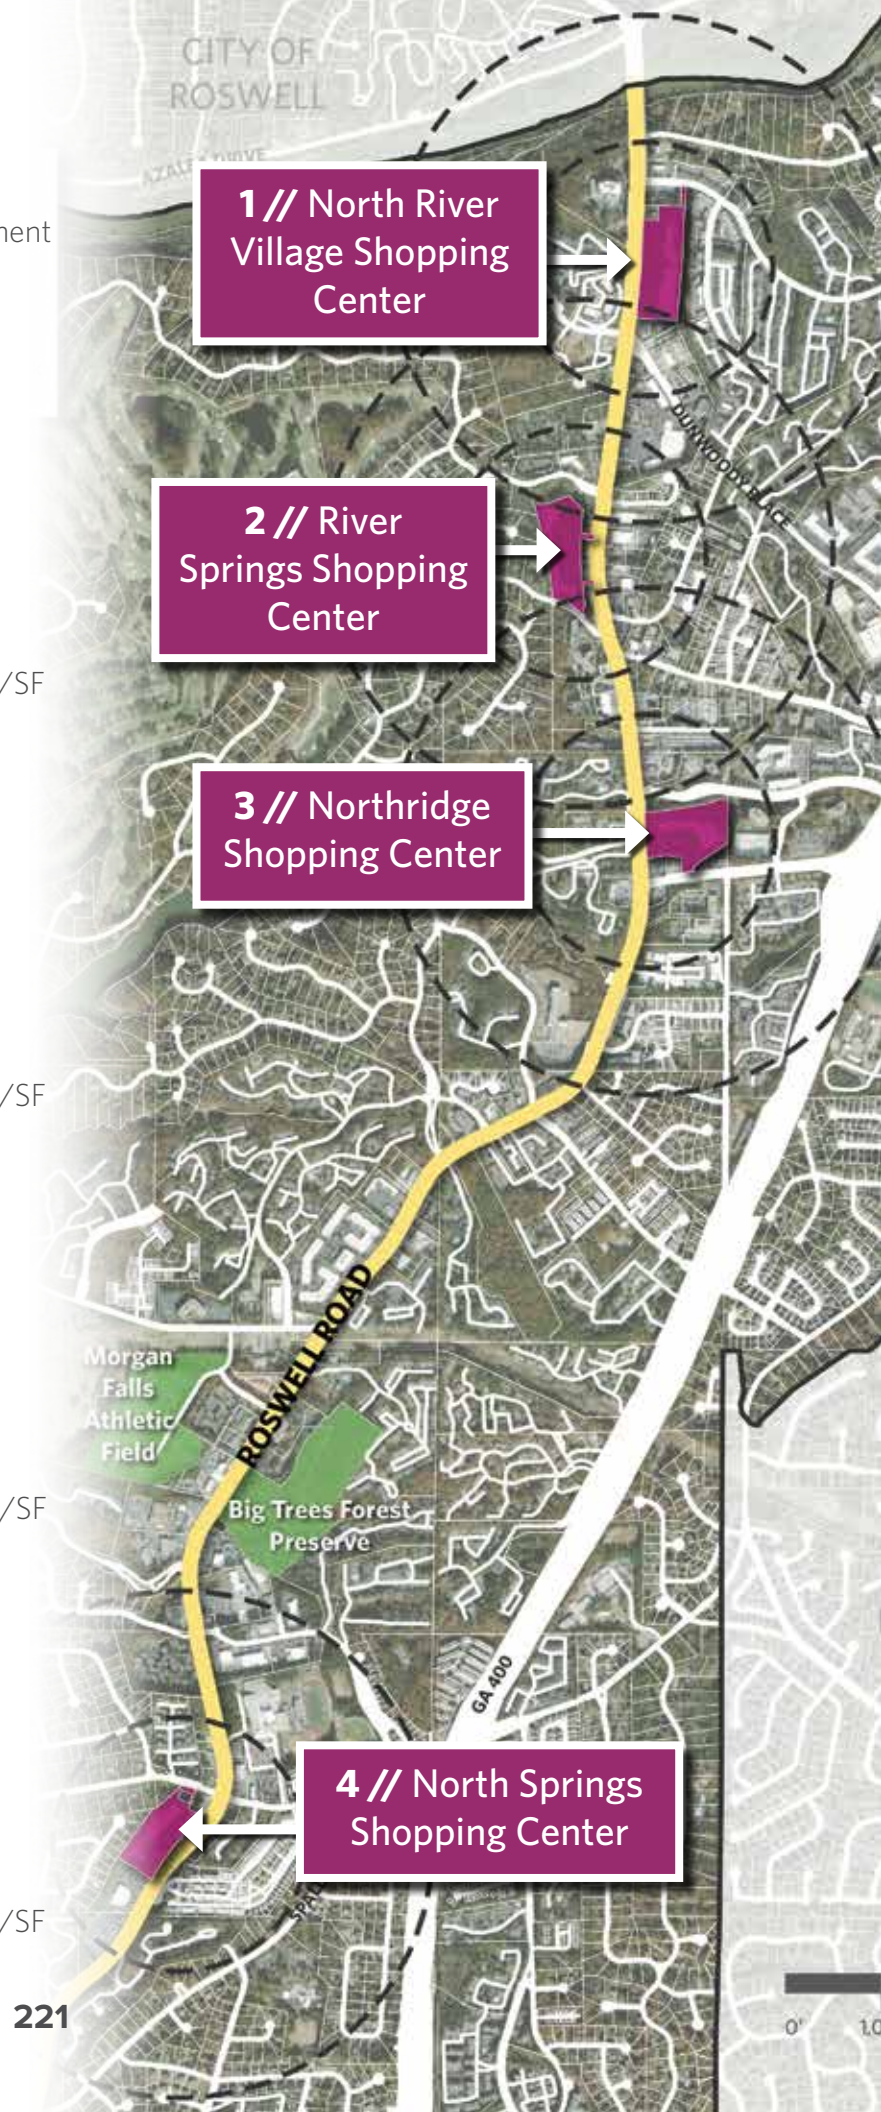 CITY OF
ROSWELL
AZALEA DRIVE
1 // North River
Village Shopping
Center
DUNWOODY PLACE
2 // River
Springs Shopping
Center
/SF
3 // Northridge
Shopping Center
/SF
ROSWELL ROAD
Morgan
Falls
Athletic
Field
/SF
Big Trees Forest
Preserve
GA 400
4 // North Springs
Shopping Center
/SF
221
0'